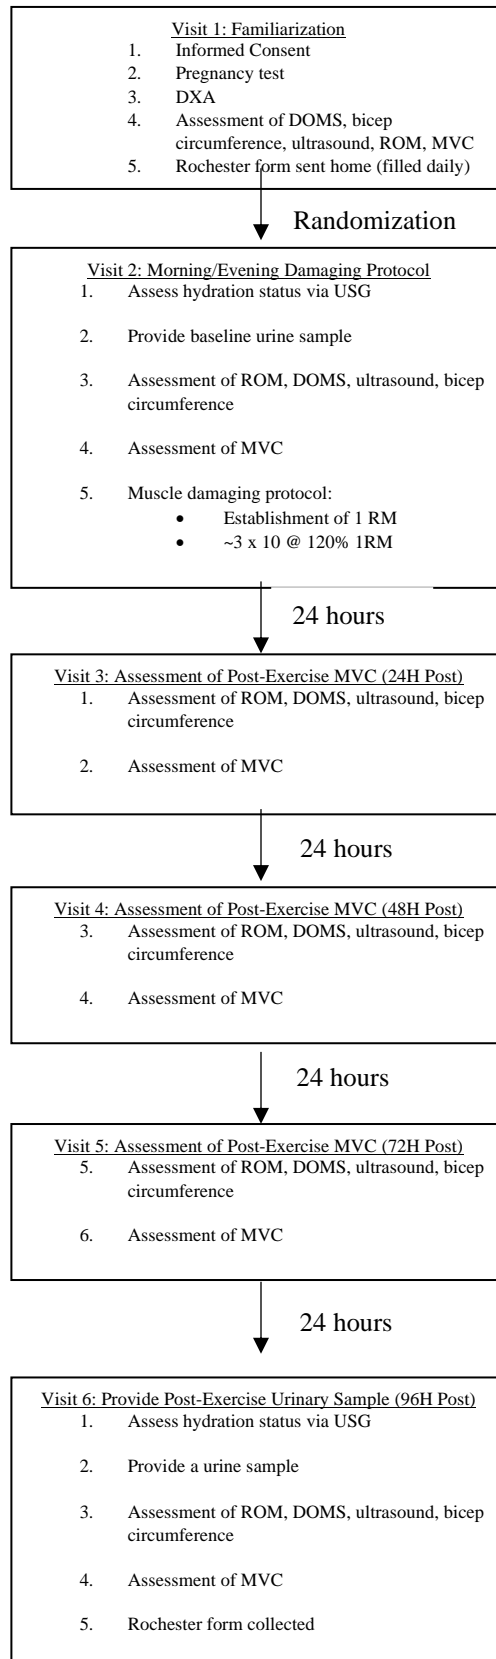 Visit 1: Familiarization
1. Informed Consent
2. Pregnancy test
3. DXA
4. Assessment of DOMS, bicep
circumference, ultrasound, ROM, MVC
5. Rochester form sent home (filled daily)
Randomization
Visit 2: Morning/Evening Damaging Protocol
1. Assess hydration status via USG
2. Provide baseline urine sample
3. Assessment of ROM, DOMS, ultrasound, bicep
circumference
4. Assessment of MVC
5. Muscle damaging protocol:
• Establishment of 1 RM
• ~3 x 10 @ 120% 1RM
24 hours
Visit 3: Assessment of Post-Exercise MVC (24H Post)
1. Assessment of ROM, DOMS, ultrasound, bicep
circumference
2. Assessment of MVC
24 hours
Visit 4: Assessment of Post-Exercise MVC (48H Post)
3. Assessment of ROM, DOMS, ultrasound, bicep
circumference
4. Assessment of MVC
24 hours
Visit 5: Assessment of Post-Exercise MVC (72H Post)
5. Assessment of ROM, DOMS, ultrasound, bicep
circumference
6. Assessment of MVC
24 hours
Visit 6: Provide Post-Exercise Urinary Sample (96H Post)
1. Assess hydration status via USG
2. Provide a urine sample
3. Assessment of ROM, DOMS, ultrasound, bicep
circumference
4. Assessment of MVC
5. Rochester form collected